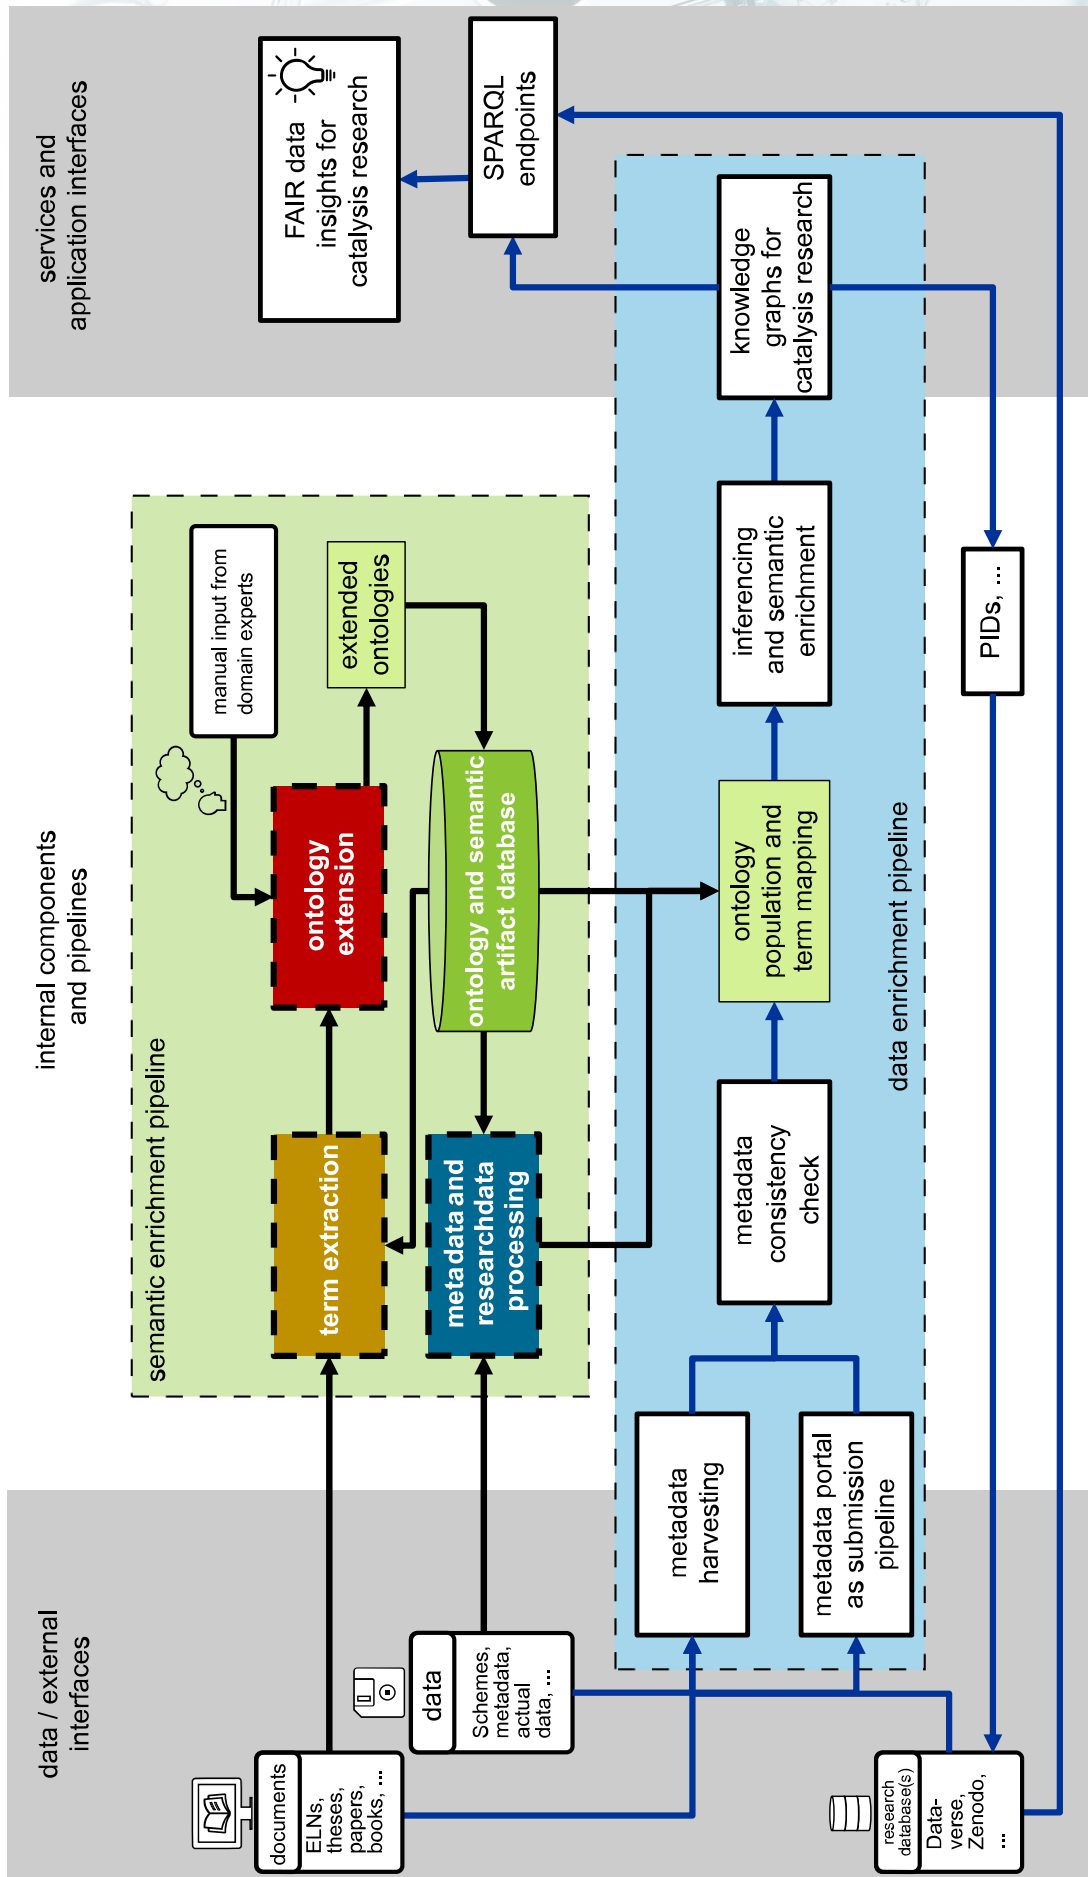 data / external
interfaces
internal components
and pipelines
services and
application interfaces
documents
ELNs,
theses,
papers,
books, ...
data
Schemes,
metadata,
actual
data, ...
research
database(s)
Data-
verse,
Zenodo,
...
semantic enrichment pipeline
term extraction
ontology
extension
manual input from
domain experts
extended
ontologies
metadata and
researchdata
processing
ontology and semantic
artifact database
metadata
harvesting
metadata portal
as submission
pipeline
metadata
consistency
check
ontology
population and
term mapping
inferencing
and semantic
enrichment
knowledge
graphs for
catalysis research
data enrichment pipeline
PIDs, ...
FAIR data
insights for
catalysis research
SPARQL
endpoints